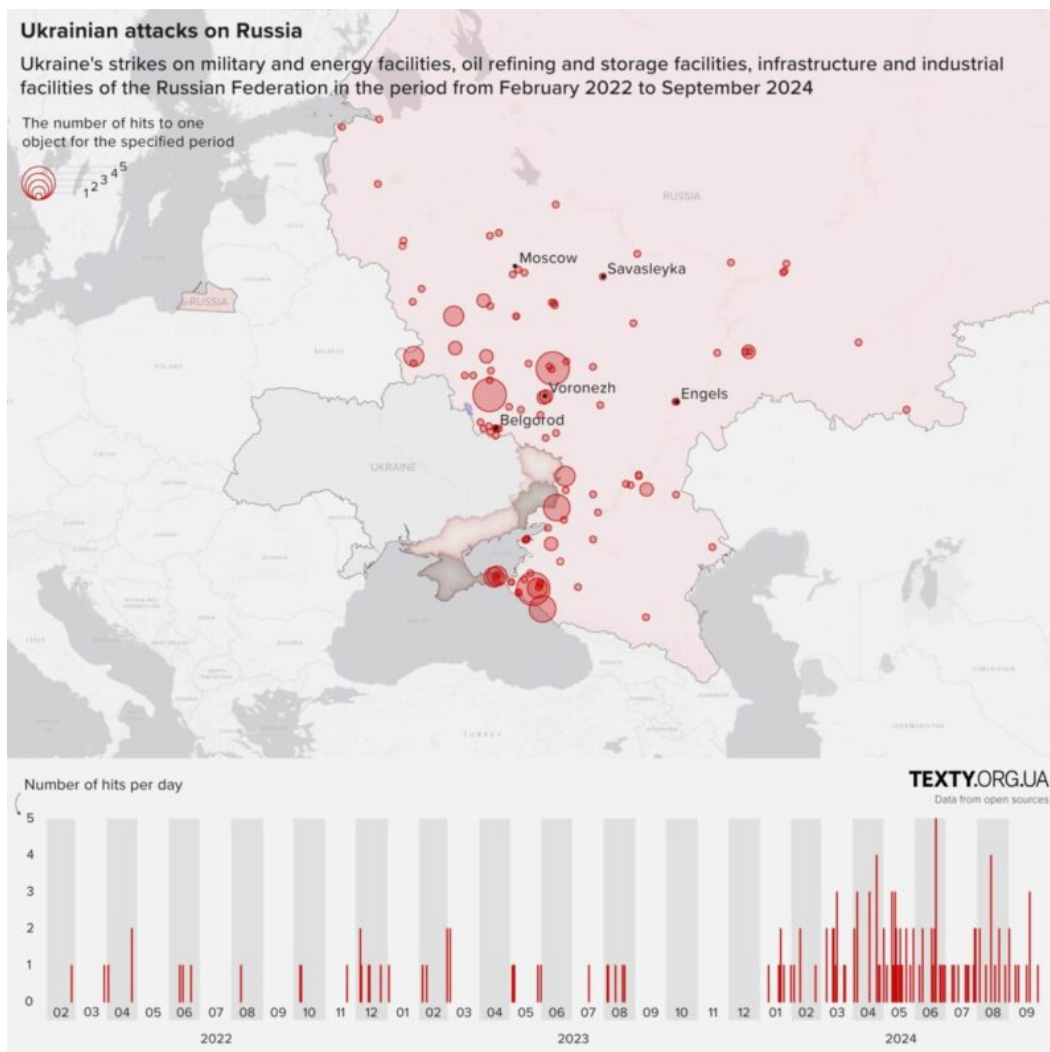 Ukrainian attacks on Russia
Ukraine's strikes on military and energy facilities, oil refining and storage facilities, infrastructure and industrial
facilities of the Russian Federation in the period from February 2022 to September 2024
The number of hits to one
object for the specified period
1 2 3 4 5
RUSSIA
Moscow
Savasleyka
RUSSIA
BELARUS
POLAND
Voronezh
Engels
Belgorod
UKRAINE
ITALY
TURKEY
Number of hits per day
TEXTY.ORG.UA
Data from open sources
5
4
3
2
1
0
02 03 04 05 06 07 08 09 10 11 12 01 02 03 04 05 06 07 08 09 10 11 12 01 02 03 04 05 06 07 08 09
2022 2023 2024